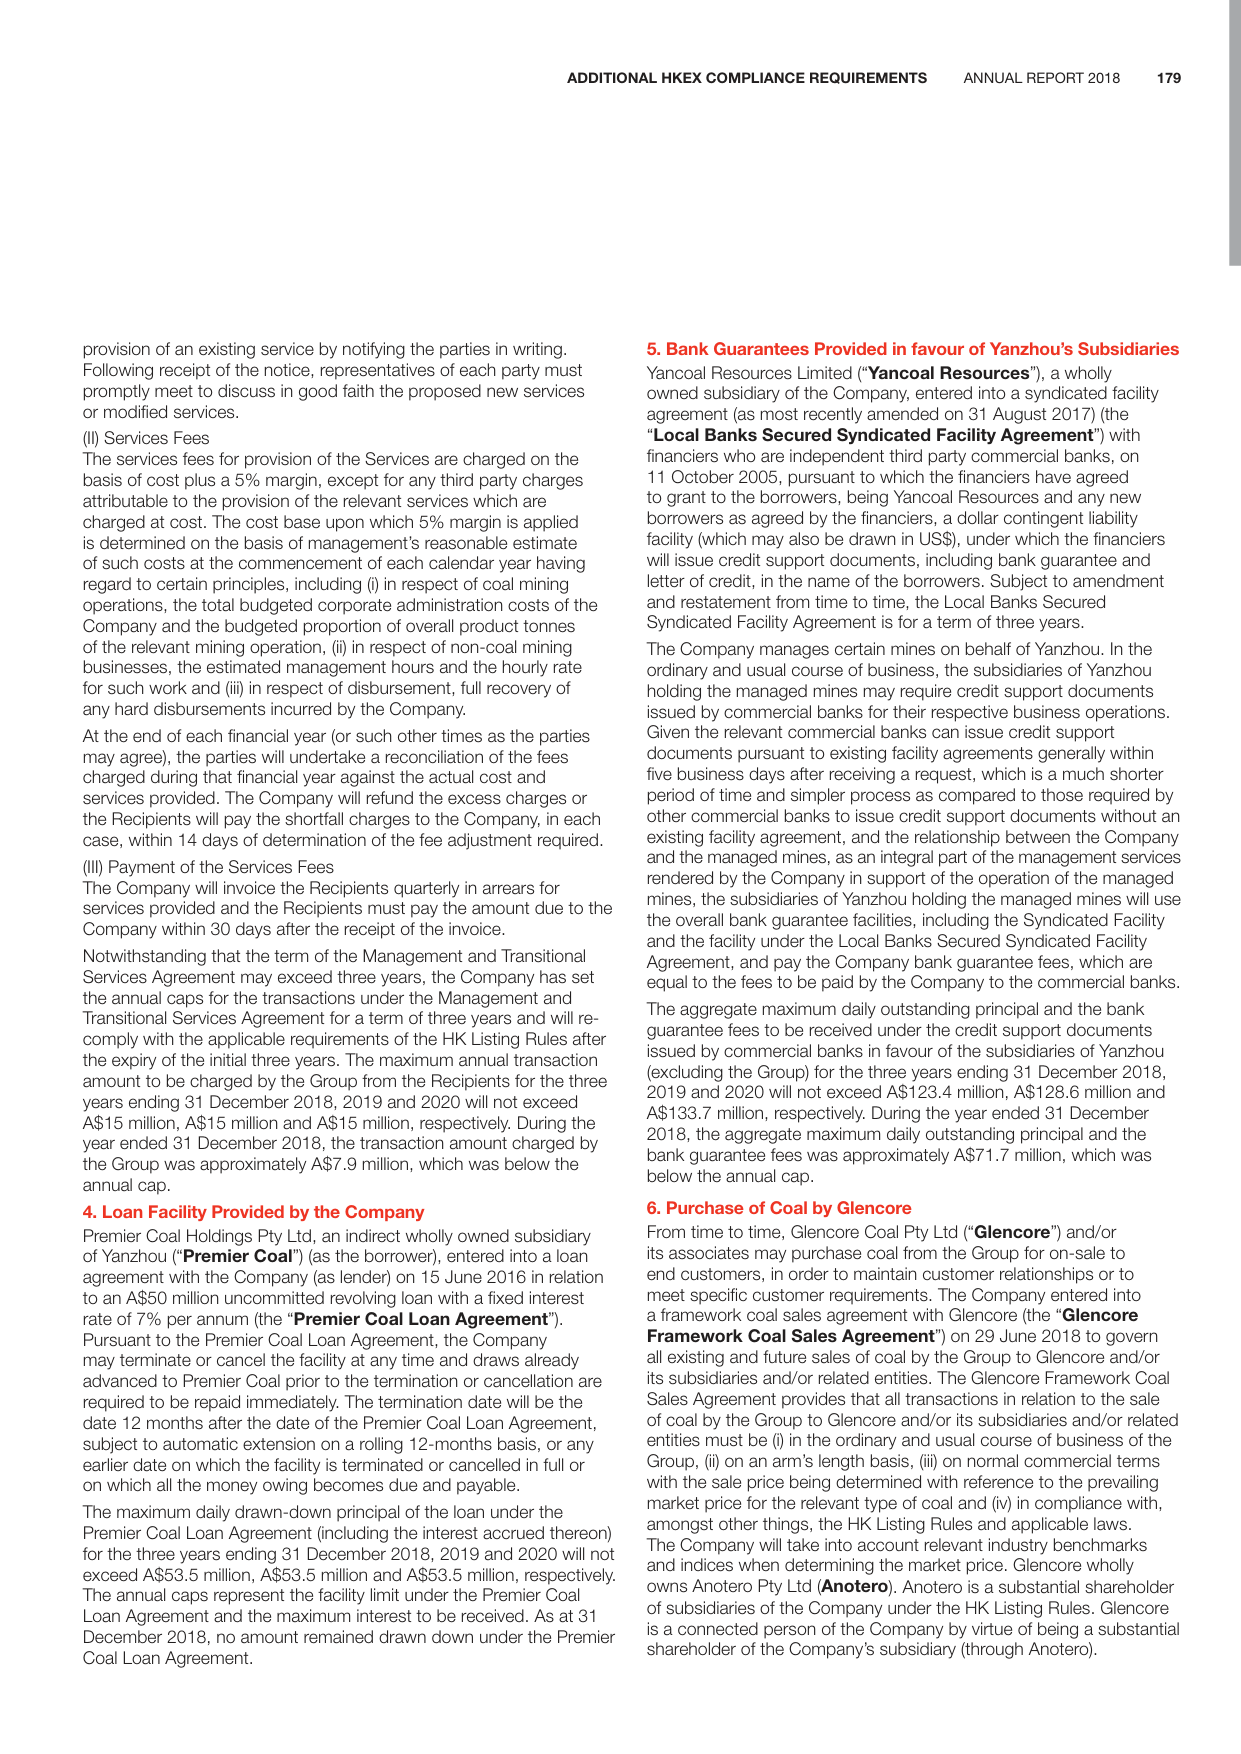 ADDITIONAL HKEX COMPLIANCE REQUIREMENTS ANNUAL REPORT 2018 179
provision of an existing service by notifying the parties in writing.
Following receipt of the notice, representatives of each party must
promptly meet to discuss in good faith the proposed new services
or modified services.
(II) Services Fees
The services fees for provision of the Services are charged on the
basis of cost plus a 5% margin, except for any third party charges
attributable to the provision of the relevant services which are
charged at cost. The cost base upon which 5% margin is applied
is determined on the basis of management's reasonable estimate
of such costs at the commencement of each calendar year having
regard to certain principles, including (i) in respect of coal mining
operations, the total budgeted corporate administration costs of the
Company and the budgeted proportion of overall product tonnes
of the relevant mining operation, (ii) in respect of non-coal mining
businesses, the estimated management hours and the hourly rate
for such work and (iii) in respect of disbursement, full recovery of
any hard disbursements incurred by the Company.
At the end of each financial year (or such other times as the parties
may agree), the parties will undertake a reconciliation of the fees
charged during that financial year against the actual cost and
services provided. The Company will refund the excess charges or
the Recipients will pay the shortfall charges to the Company, in each
case, within 14 days of determination of the fee adjustment required.
(III) Payment of the Services Fees
The Company will invoice the Recipients quarterly in arrears for
services provided and the Recipients must pay the amount due to the
Company within 30 days after the receipt of the invoice.
Notwithstanding that the term of the Management and Transitional
Services Agreement may exceed three years, the Company has set
the annual caps for the transactions under the Management and
Transitional Services Agreement for a term of three years and will re-
comply with the applicable requirements of the HK Listing Rules after
the expiry of the initial three years. The maximum annual transaction
amount to be charged by the Group from the Recipients for the three
years ending 31 December 2018, 2019 and 2020 will not exceed
A$15 million, A$15 million and A$15 million, respectively. During the
year ended 31 December 2018, the transaction amount charged by
the Group was approximately A$7.9 million, which was below the
annual cap.
4. Loan Facility Provided by the Company
Premier Coal Holdings Pty Ltd, an indirect wholly owned subsidiary
of Yanzhou (“Premier Coal”) (as the borrower), entered into a loan
agreement with the Company (as lender) on 15 June 2016 in relation
to an A$50 million uncommitted revolving loan with a fixed interest
rate of 7% per annum (the “Premier Coal Loan Agreement”).
Pursuant to the Premier Coal Loan Agreement, the Company
may terminate or cancel the facility at any time and draws already
advanced to Premier Coal prior to the termination or cancellation are
required to be repaid immediately. The termination date will be the
date 12 months after the date of the Premier Coal Loan Agreement,
subject to automatic extension on a rolling 12-months basis, or any
earlier date on which the facility is terminated or cancelled in full or
on which all the money owing becomes due and payable.
The maximum daily drawn-down principal of the loan under the
Premier Coal Loan Agreement (including the interest accrued thereon)
for the three years ending 31 December 2018, 2019 and 2020 will not
exceed A$53.5 million, A$53.5 million and A$53.5 million, respectively.
The annual caps represent the facility limit under the Premier Coal
Loan Agreement and the maximum interest to be received. As at 31
December 2018, no amount remained drawn down under the Premier
Coal Loan Agreement.
5. Bank Guarantees Provided in favour of Yanzhou's Subsidiaries
Yancoal Resources Limited (“Yancoal Resources”), a wholly
owned subsidiary of the Company, entered into a syndicated facility
agreement (as most recently amended on 31 August 2017) (the
“Local Banks Secured Syndicated Facility Agreement”) with
financiers who are independent third party commercial banks, on
11 October 2005, pursuant to which the financiers have agreed
to grant to the borrowers, being Yancoal Resources and any new
borrowers as agreed by the financiers, a dollar contingent liability
facility (which may also be drawn in US$), under which the financiers
will issue credit support documents, including bank guarantee and
letter of credit, in the name of the borrowers. Subject to amendment
and restatement from time to time, the Local Banks Secured
Syndicated Facility Agreement is for a term of three years.
The Company manages certain mines on behalf of Yanzhou. In the
ordinary and usual course of business, the subsidiaries of Yanzhou
holding the managed mines may require credit support documents
issued by commercial banks for their respective business operations.
Given the relevant commercial banks can issue credit support
documents pursuant to existing facility agreements generally within
five business days after receiving a request, which is a much shorter
period of time and simpler process as compared to those required by
other commercial banks to issue credit support documents without an
existing facility agreement, and the relationship between the Company
and the managed mines, as an integral part of the management services
rendered by the Company in support of the operation of the managed
mines, the subsidiaries of Yanzhou holding the managed mines will use
the overall bank guarantee facilities, including the Syndicated Facility
and the facility under the Local Banks Secured Syndicated Facility
Agreement, and pay the Company bank guarantee fees, which are
equal to the fees to be paid by the Company to the commercial banks.
The aggregate maximum daily outstanding principal and the bank
guarantee fees to be received under the credit support documents
issued by commercial banks in favour of the subsidiaries of Yanzhou
(excluding the Group) for the three years ending 31 December 2018,
2019 and 2020 will not exceed A$123.4 million, A$128.6 million and
A$133.7 million, respectively. During the year ended 31 December
2018, the aggregate maximum daily outstanding principal and the
bank guarantee fees was approximately A$71.7 million, which was
below the annual cap.
6. Purchase of Coal by Glencore
From time to time, Glencore Coal Pty Ltd (“Glencore”) and/or
its associates may purchase coal from the Group for on-sale to
end customers, in order to maintain customer relationships or to
meet specific customer requirements. The Company entered into
a framework coal sales agreement with Glencore (the “Glencore
Framework Coal Sales Agreement”) on 29 June 2018 to govern
all existing and future sales of coal by the Group to Glencore and/or
its subsidiaries and/or related entities. The Glencore Framework Coal
Sales Agreement provides that all transactions in relation to the sale
of coal by the Group to Glencore and/or its subsidiaries and/or related
entities must be (i) in the ordinary and usual course of business of the
Group, (ii) on an arm's length basis, (iii) on normal commercial terms
with the sale price being determined with reference to the prevailing
market price for the relevant type of coal and (iv) in compliance with,
amongst other things, the HK Listing Rules and applicable laws.
The Company will take into account relevant industry benchmarks
and indices when determining the market price. Glencore wholly
owns Anotero Pty Ltd (Anotero). Anotero is a substantial shareholder
of subsidiaries of the Company under the HK Listing Rules. Glencore
is a connected person of the Company by virtue of being a substantial
shareholder of the Company's subsidiary (through Anotero).